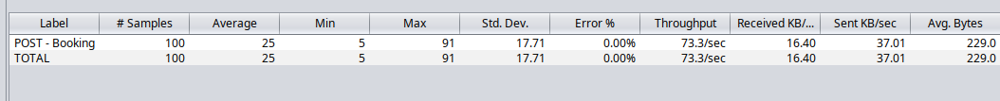 Label # Samples Average Min Max Std. Dev. Error % Throughput Received KB/... Sent KB/sec Avg. Bytes
POST - Booking 100 25 5 91 17.71 0.00% 73.3/sec 16.40 37.01 229.0
TOTAL 100 25 5 91 17.71 0.00% 73.3/sec 16.40 37.01 229.0